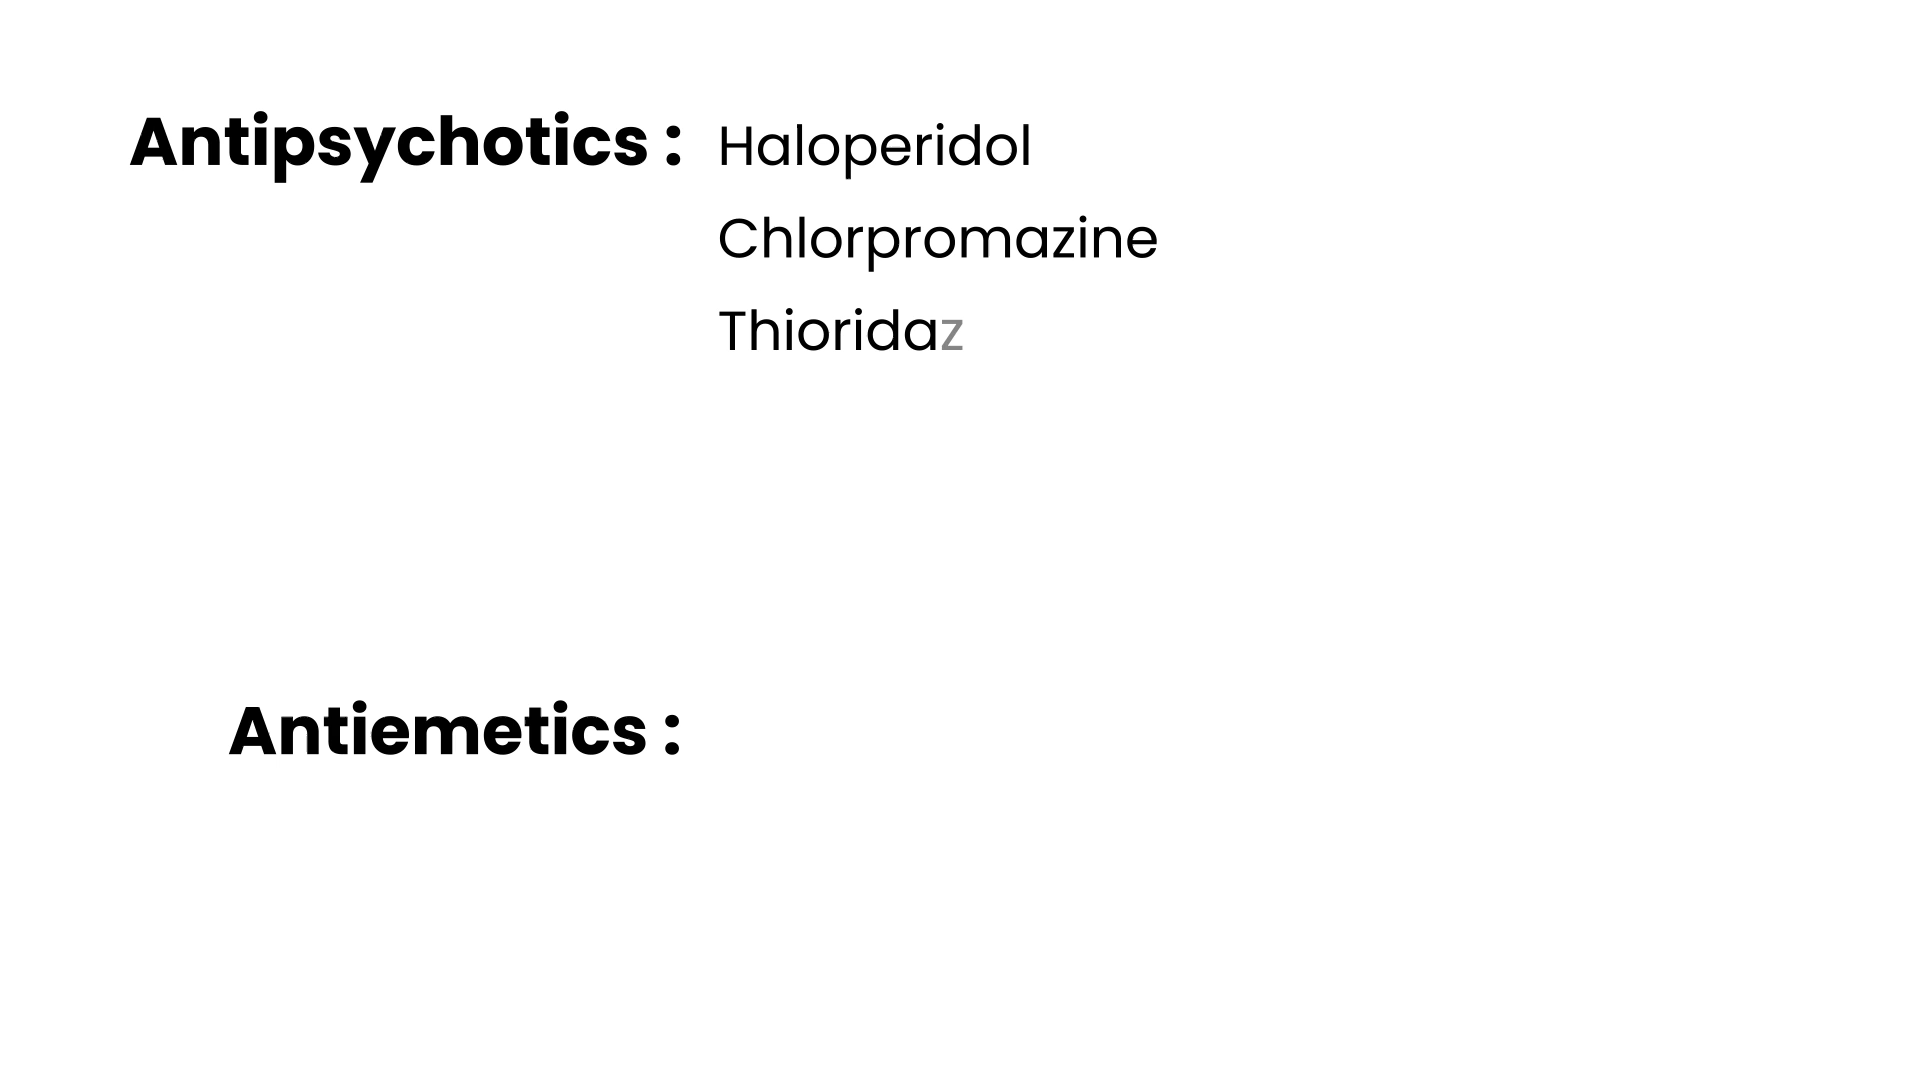 Antipsychotics : Haloperidol
Chlorpromazine
Thioridaz
Antiemetics :